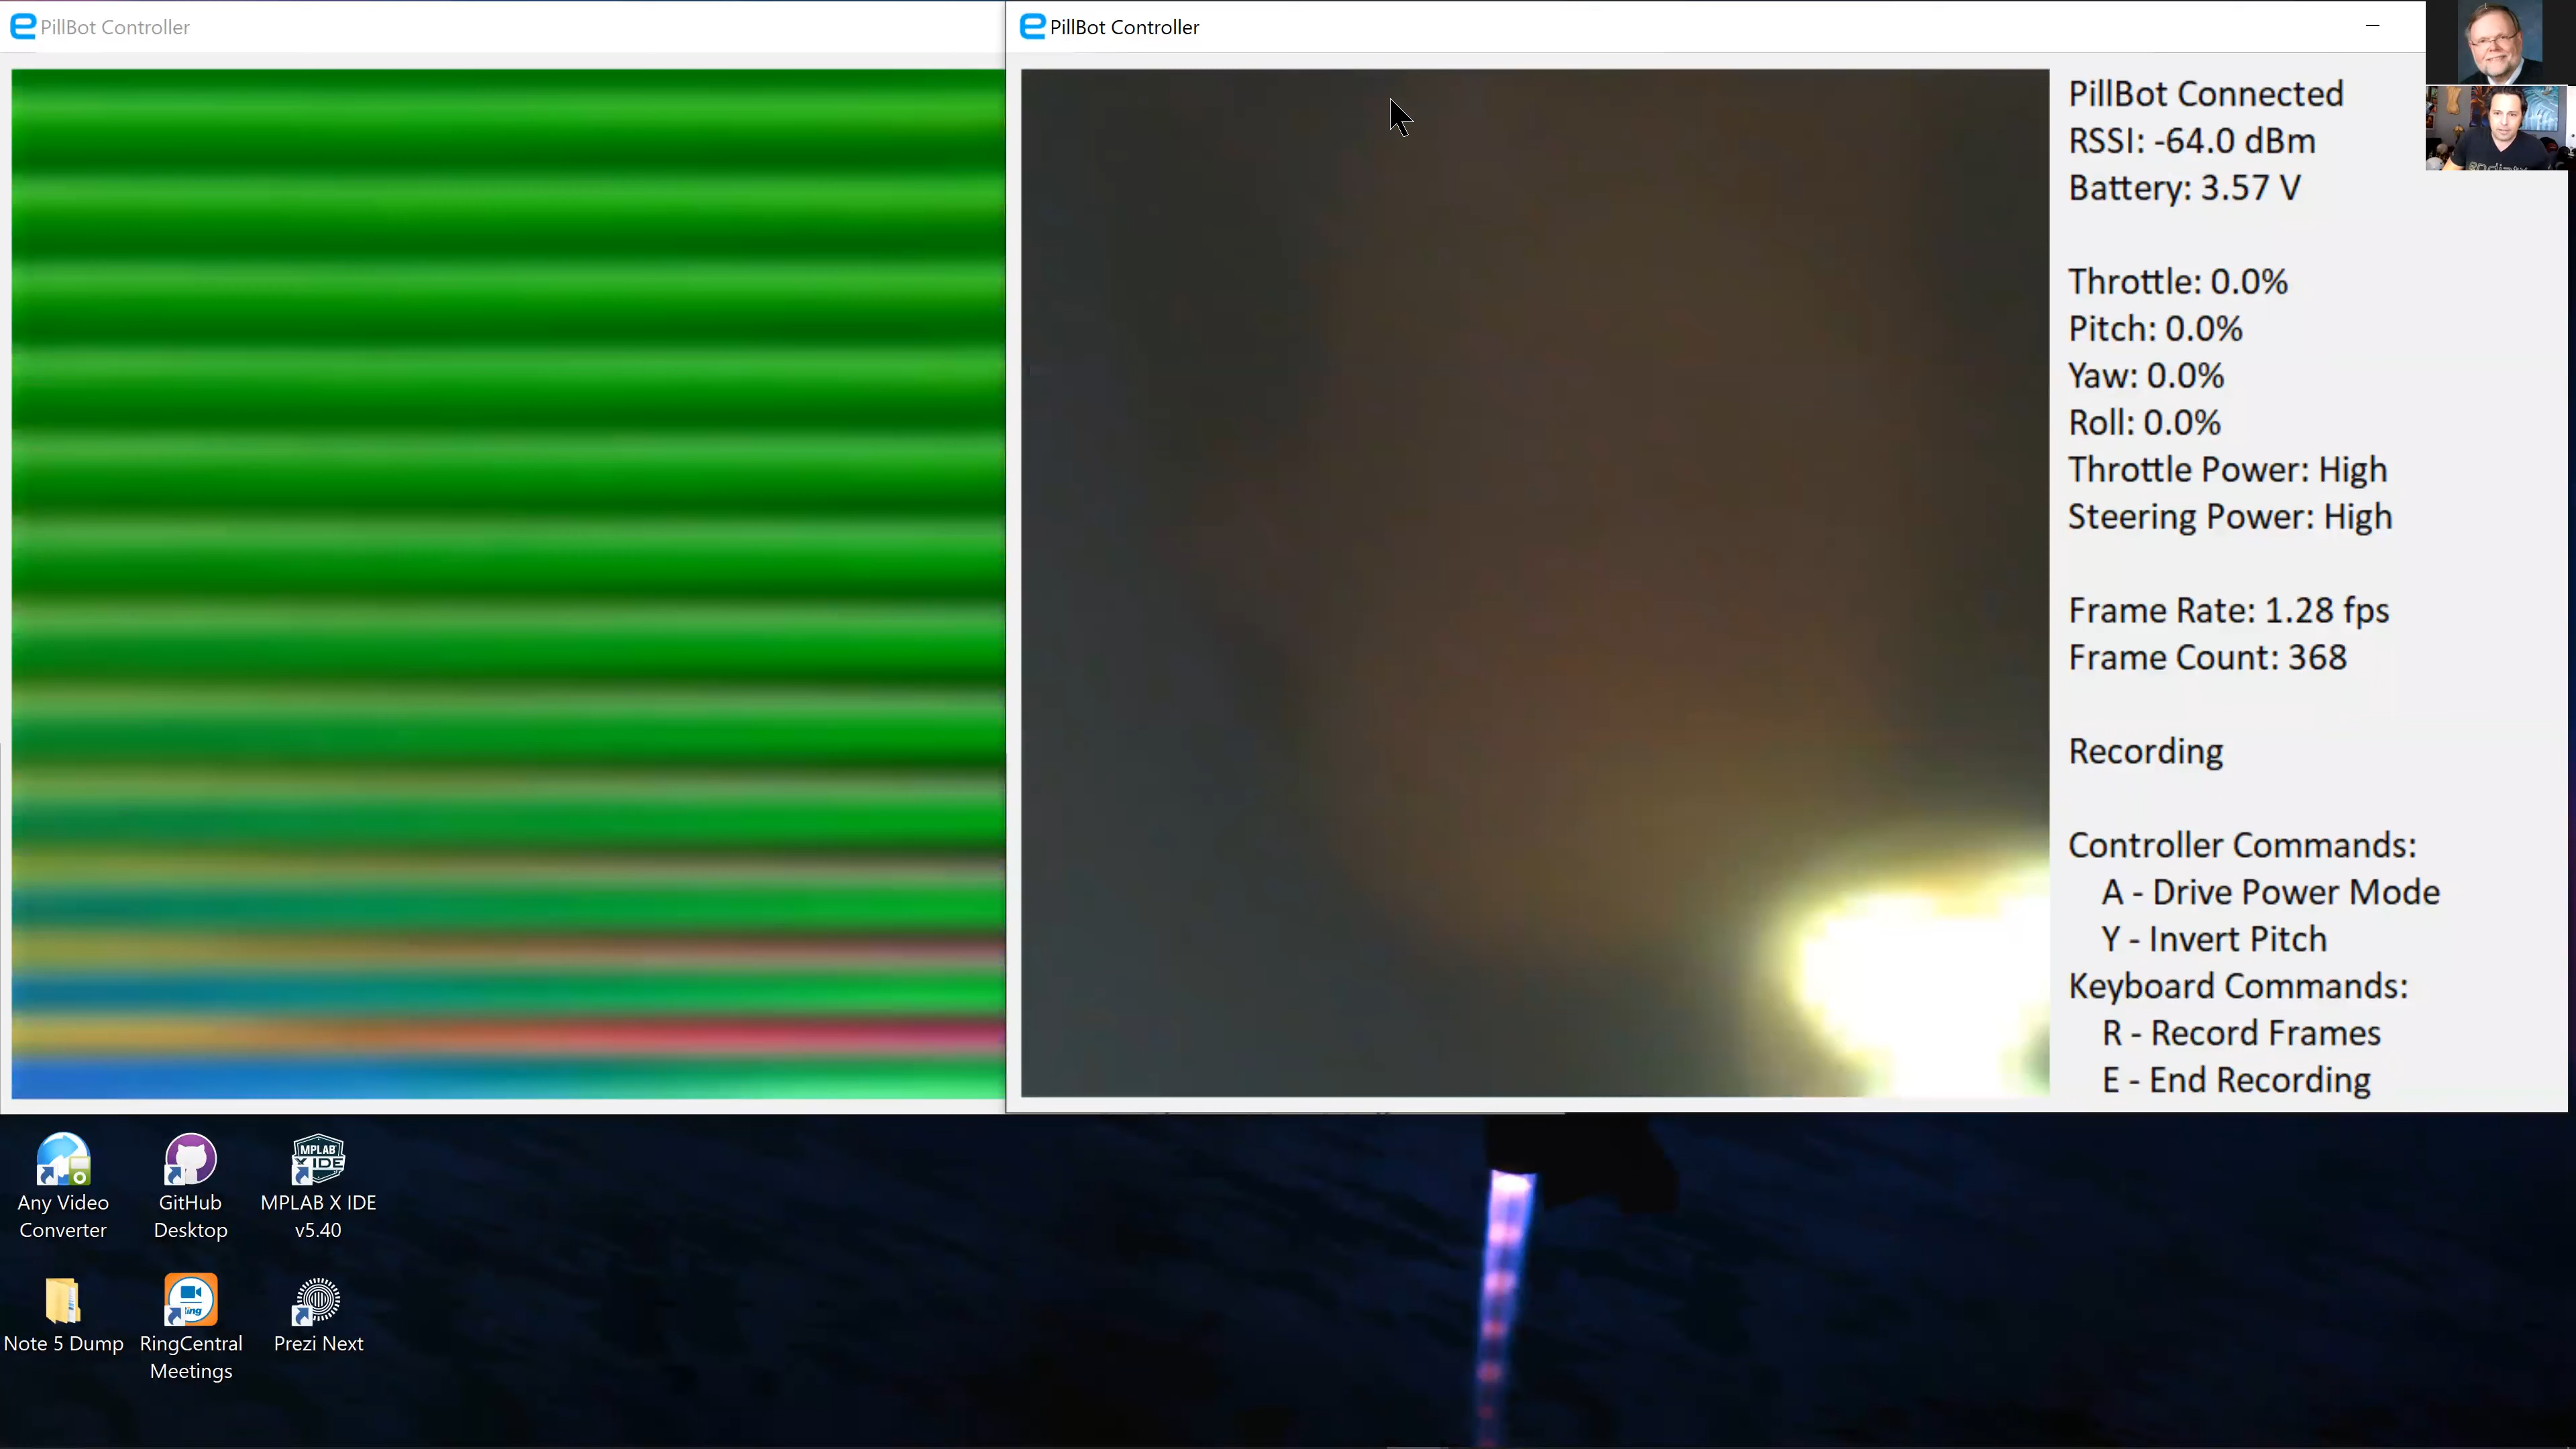 PillBot Controller
PillBot Controller
PillBot Connected
RSSI: -64.0 dBm
Battery: 3.57 V
Throttle: 0.0%
Pitch: 0.0%
Yaw: 0.0%
Roll: 0.0%
Throttle Power: High
Steering Power: High
Frame Rate: 1.28 fps
Frame Count: 368
Recording
Controller Commands:
A - Drive Power Mode
Y - Invert Pitch
Keyboard Commands:
R - Record Frames
E - End Recording
MPLAB
X IDE
Any Video
Converter
GitHub
Desktop
MPLAB X IDE
v5.40
Note 5 Dump
RingCentral
Meetings
Prezi Next